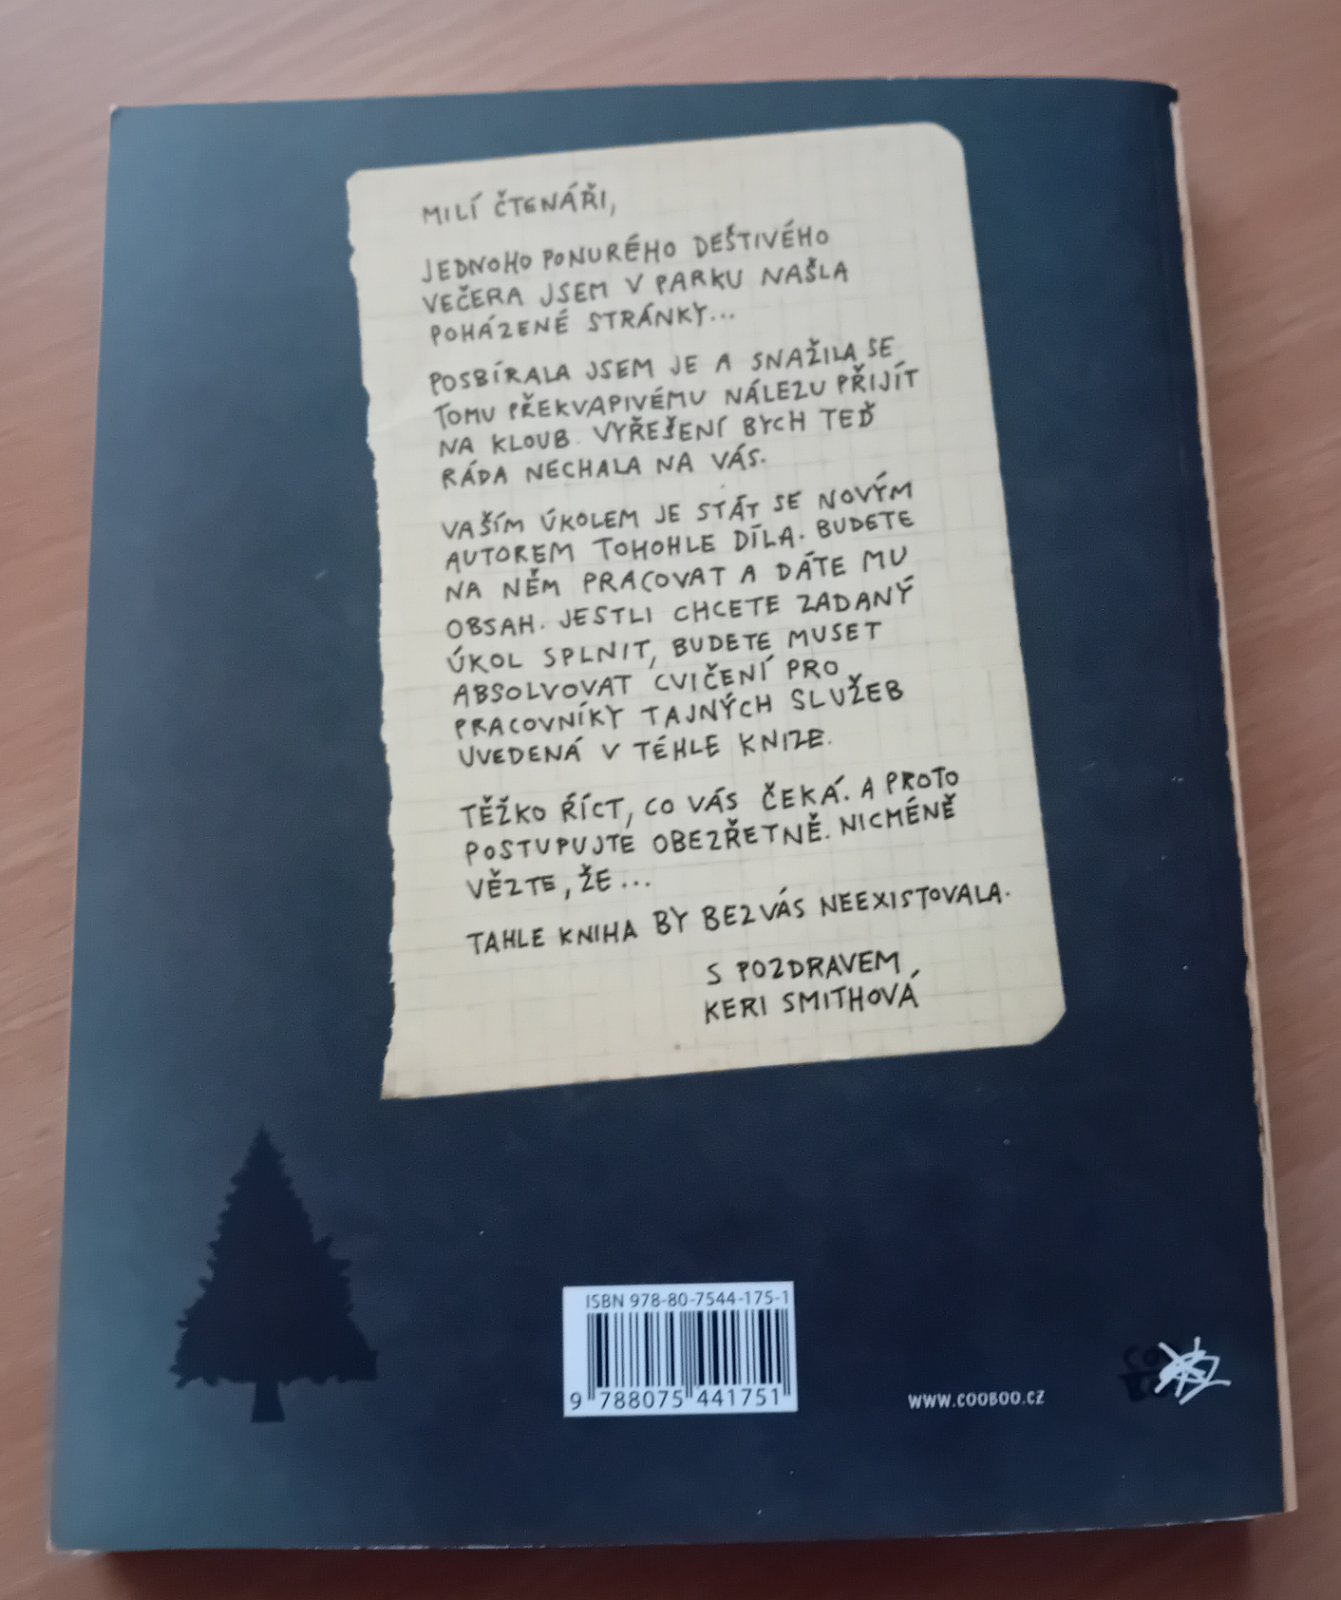 MILÍ ČTENÁŘI,
JEDNOHO PONURÉHO DEŠTIVÉHO
VEČERA JSEM V PARKU NAŠLA
POHÁZENÉ STRÁNKY...
POSBÍRALA JSEM JE A SNAŽILA SE
TOMU PŘEKVAPIVÉMU NÁLEZU PŘIJÍT
NA KLOUB. VYŘEŠENÍ BYCH TEĎ
RÁDA NECHALA NA VÁS.
VAŠÍM ÚKOLEM JE STÁT SE NOVÝM
AUTOREM TOHOHLE DÍLA. BUDETE
NA NĚM PRACOVAT A DÁTE MU
OBSAH. JESTLI CHCETE ZADANÝ
ÚKOL SPLNIT, BUDETE MUSET
ABSOLVOVAT CVIČENÍ PRO
PRACOVNÍKY TAJNÝCH SLUŽEB
UVEDENÁ V TÉHLE KNIZE.
TĚŽKO ŘÍCT, CO VÁS ČEKÁ. A PROTO
POSTUPUJTE OBEZŘETNĚ. NICMÉNĚ
VĚZTE, ŽE...
TAHLE KNIHA BY BEZ VÁS NEEXISTOVALA.
S POZDRAVEM,
KERI SMITHOVÁ
ISBN 978-80-7544-175-1
9 788075 441751
WWW.COOBOO.CZ